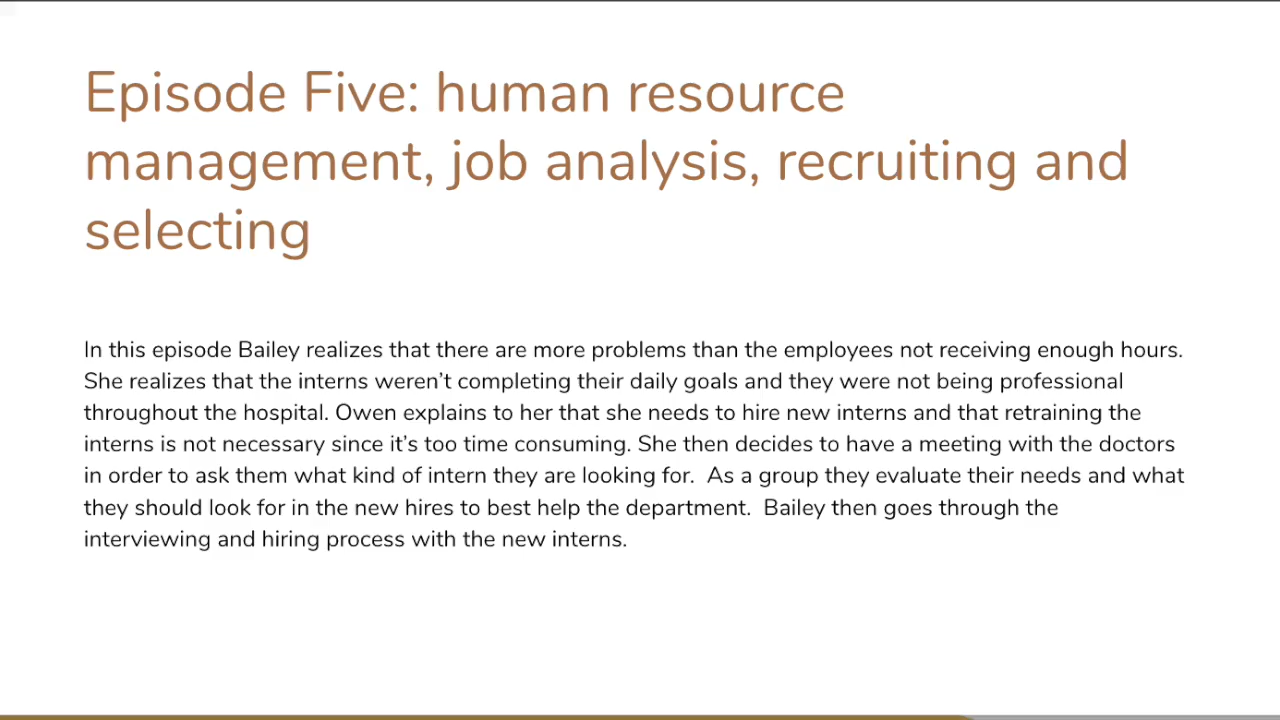 Episode Five: human resource
management, job analysis, recruiting and
selecting
In this episode Bailey realizes that there are more problems than the employees not receiving enough hours.
She realizes that the interns weren’t completing their daily goals and they were not being professional
throughout the hospital. Owen explains to her that she needs to hire new interns and that retraining the
interns is not necessary since it’s too time consuming. She then decides to have a meeting with the doctors
in order to ask them what kind of intern they are looking for.  As a group they evaluate their needs and what
they should look for in the new hires to best help the department.  Bailey then goes through the
interviewing and hiring process with the new interns.